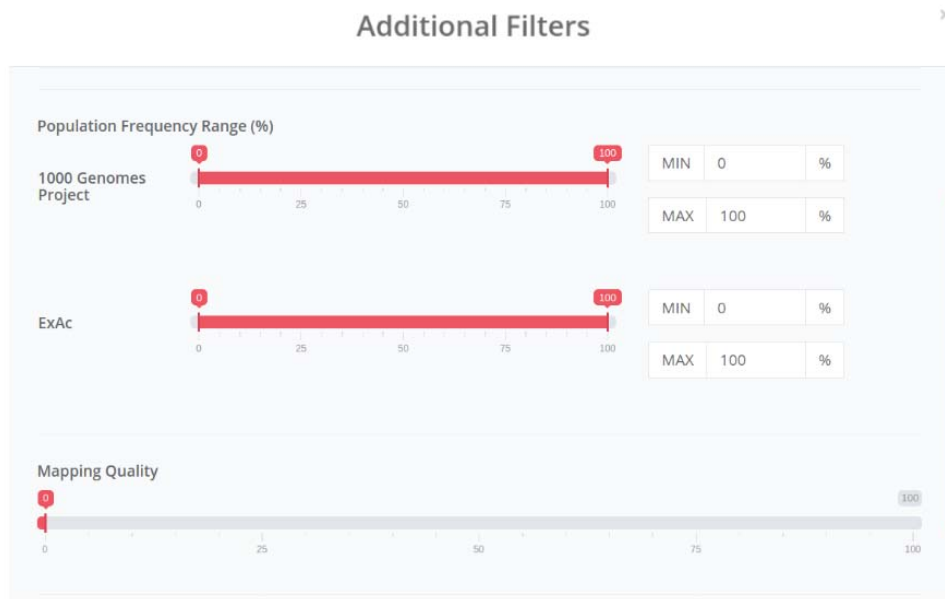 Additional Filters
x
Population Frequency Range (%)
1000 Genomes
Project
0
100
0 25 50 75 100
MIN 0 %
MAX 100 %
ExAc
0
100
0 25 50 75 100
MIN 0 %
MAX 100 %
Mapping Quality
0
100
0 25 50 75 100